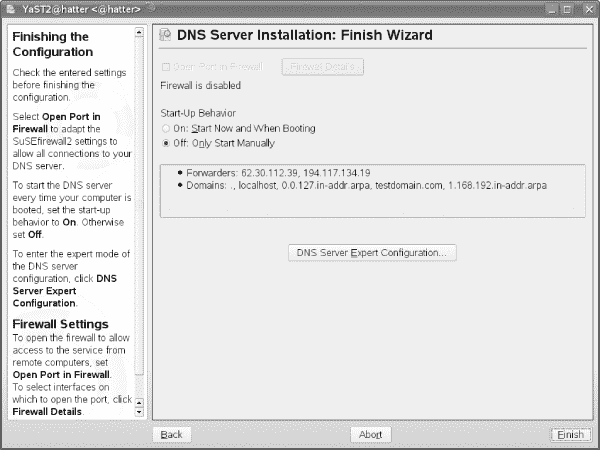 YaST2@hatter <@hatter>
Finishing the
Configuration
Check the entered settings
before finishing the
configuration.
Select Open Port in
Firewall to adapt the
SuSEfirewall2 settings to
allow all connections to your
DNS server.
To start the DNS server
every time your computer is
booted, set the start-up
behavior to On. Otherwise
set Off.
To enter the expert mode of
the DNS server
configuration, click DNS
Server Expert
Configuration.
Firewall Settings
To open the firewall to allow
access to the service from
remote computers, set
Open Port in Firewall.
To select interfaces on
which to open the port, click
Firewall Details.
DNS Server Installation: Finish Wizard
Open Port in Firewall
Firewall Details...
Firewall is disabled
Start-Up Behavior
On: Start Now and When Booting
Off: Only Start Manually
• Forwarders: 62.30.112.39, 194.117.134.19
• Domains: ., localhost, 0.0.127.in-addr.arpa, testdomain.com, 1.168.192.in-addr.arpa
DNS Server Expert Configuration...
Back
Abort
Finish